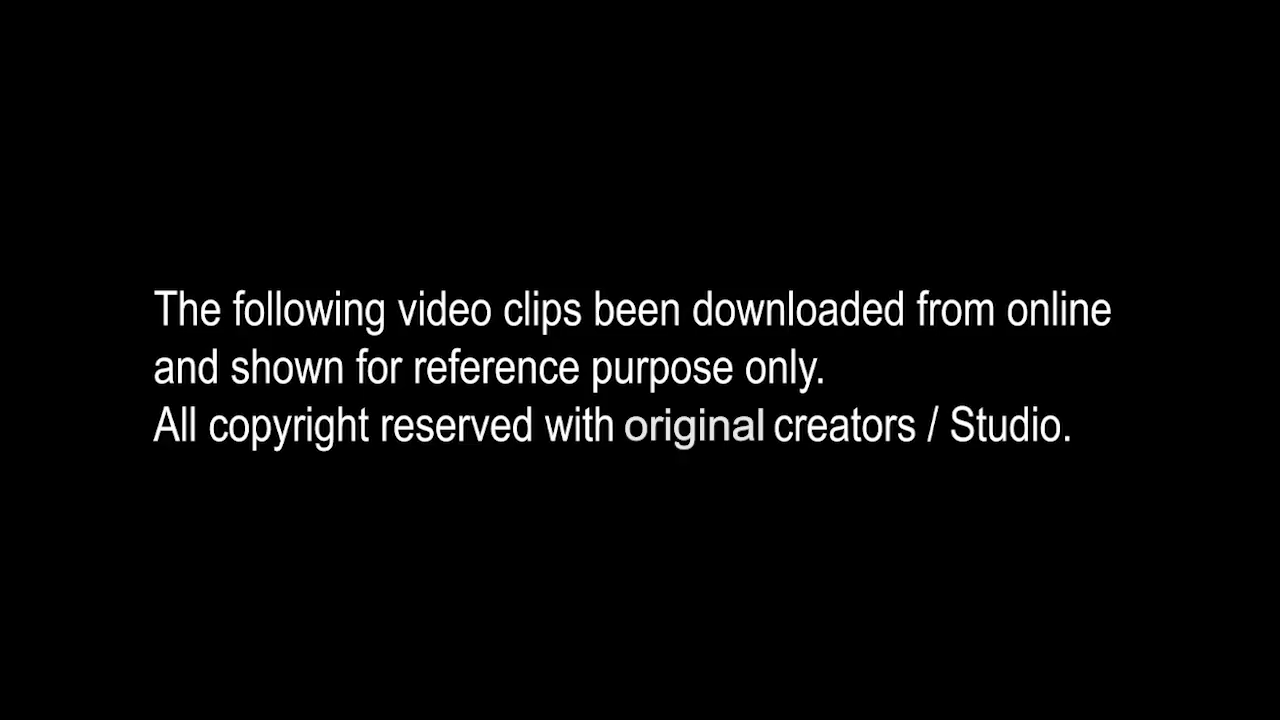 The following video clips been downloaded from online
and shown for reference purpose only.
All copyright reserved with original creators / Studio.